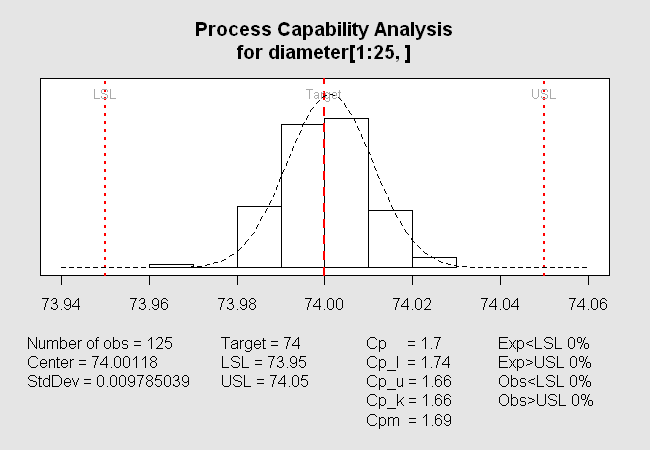 Process Capability Analysis
for diameter[1:25, ]
LSL Target USL
73.94 73.96 73.98 74.00 74.02 74.04 74.06
Number of obs = 125
Center = 74.00118
StdDev = 0.009785039
Target = 74
LSL = 73.95
USL = 74.05
Cp = 1.7
Cp_l = 1.74
Cp_u = 1.66
Cp_k = 1.66
Cpm = 1.69
Exp<LSL 0%
Exp>USL 0%
Obs<LSL 0%
Obs>USL 0%